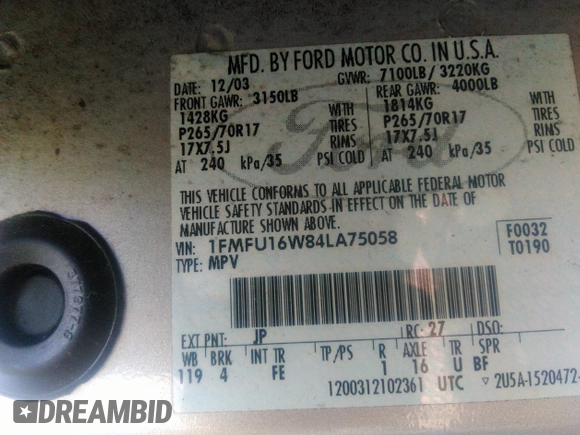 MFD. BY FORD MOTOR CO. IN U.S.A.
DATE: 12/03 GVWR: 7100LB/ 3220KG
FRONT GAWR: 3150LB REAR GAWR: 4000LB
1428KG WITH 1814KG WITH
P265/70R17 TIRES P265/70R17 TIRES
17X7.5J RIMS 17X7.5J RIMS
AT 240 kPa/35 PSI COLD AT 240 kPa/35 PSI COLD
THIS VEHICLE CONFORMS TO ALL APPLICABLE FEDERAL MOTOR
VEHICLE SAFETY STANDARDS IN EFFECT ON THE DATE OF
MANUFACTURE SHOWN ABOVE.
VIN: 1FMFU16W84LA75058 F0032
TYPE: MPV T0190
EXT PNT: JP RC: 27 DSO:
WB BRK INT TR TP/PS R AXLE TR SPR
119 4 FE 1 16 U BF
1200312102361 UTC 2U5A-1520472-
Ford
37877-G
DREAMBID